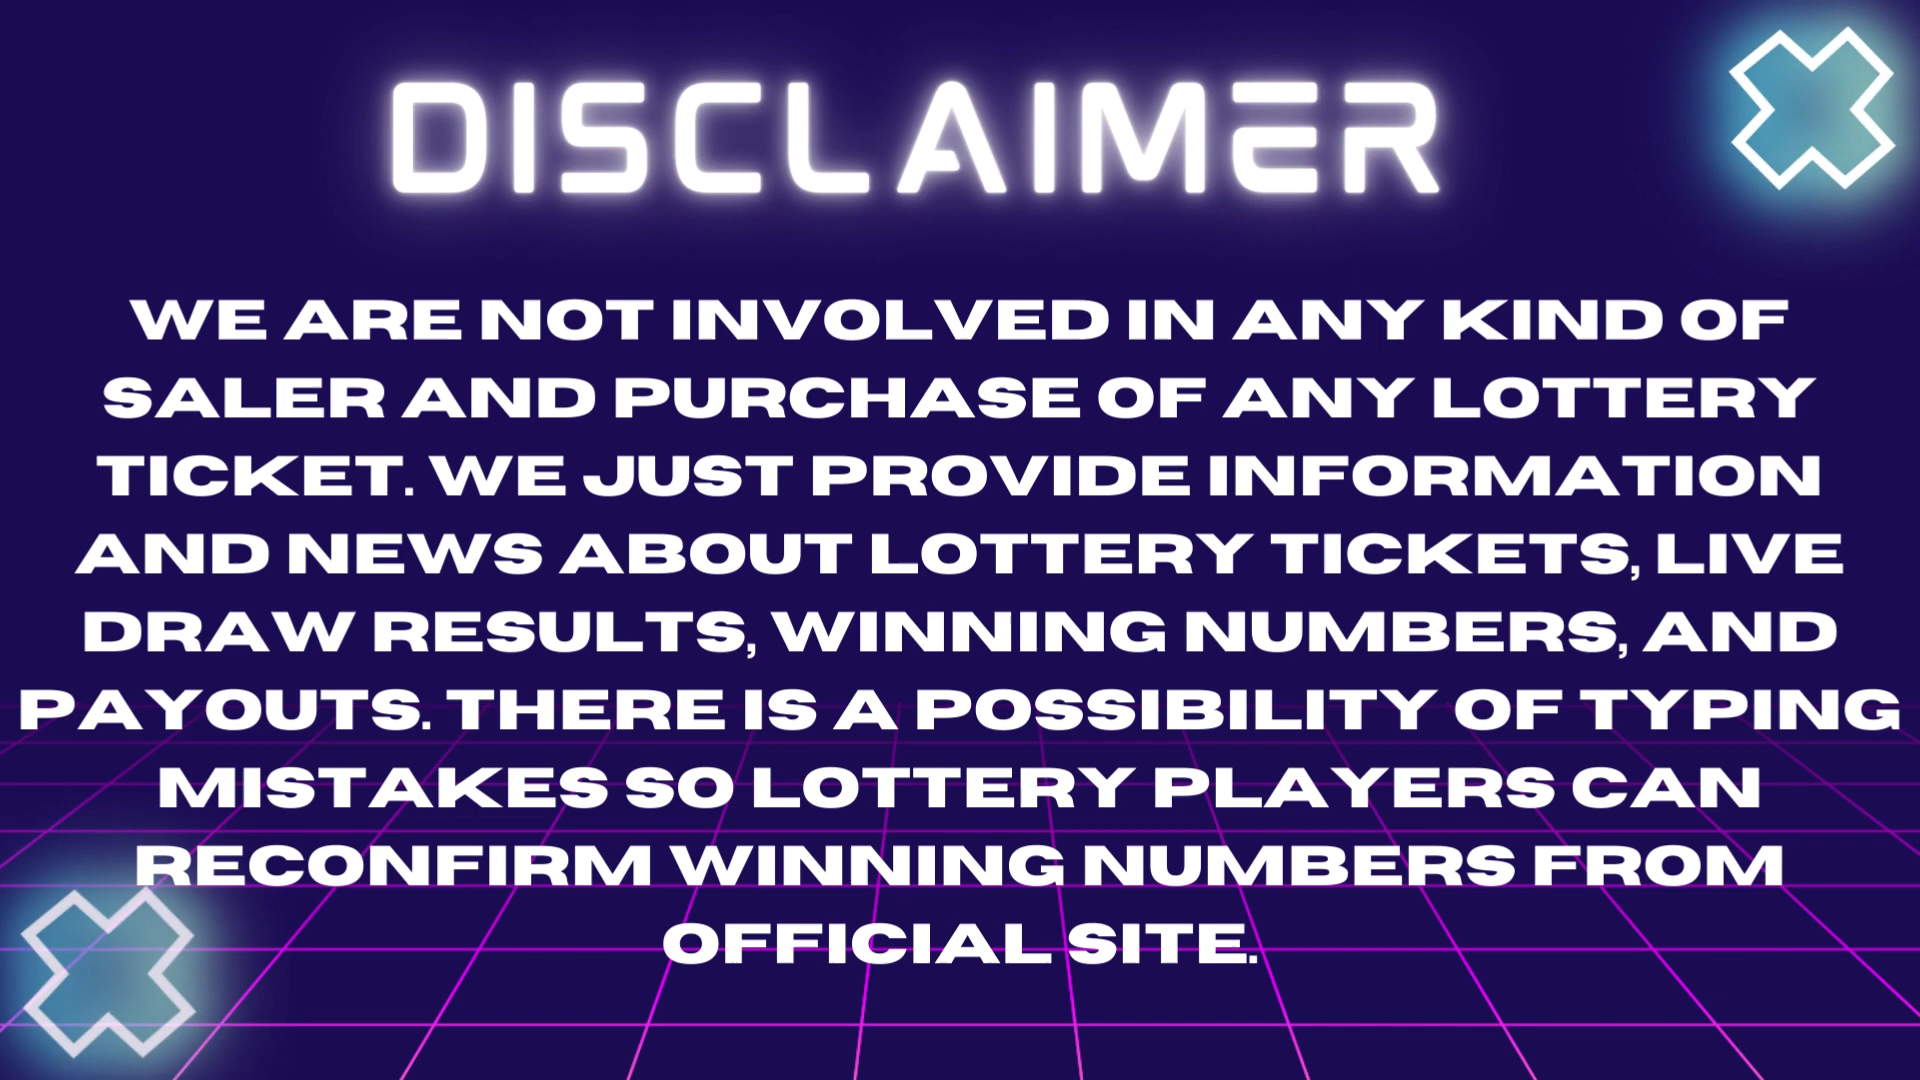 DISCLAIMER
WE ARE NOT INVOLVED IN ANY KIND OF
SALER AND PURCHASE OF ANY LOTTERY
TICKET. WE JUST PROVIDE INFORMATION
AND NEWS ABOUT LOTTERY TICKETS, LIVE
DRAW RESULTS, WINNING NUMBERS, AND
PAYOUTS. THERE IS A POSSIBILITY OF TYPING
MISTAKES SO LOTTERY PLAYERS CAN
RECONFIRM WINNING NUMBERS FROM
OFFICIAL SITE.